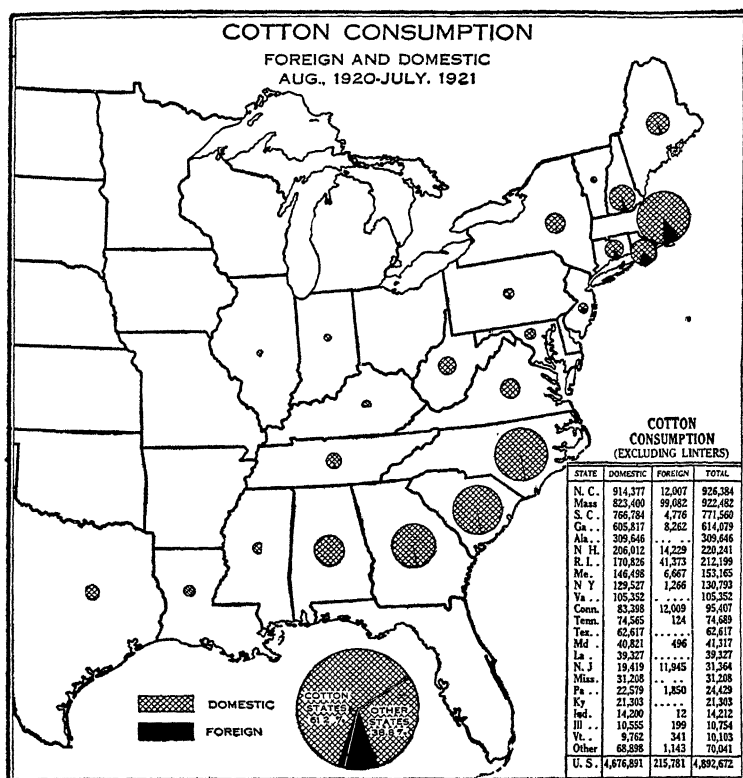 COTTON CONSUMPTION
FOREIGN AND DOMESTIC
AUG., 1920-JULY. 1921
COTTON
CONSUMPTION
(EXCLUDING LINTERS)
STATE DOMESTIC FOREIGN TOTAL
N. C. 914,377 12,007 926,384
Mass 823,400 99,082 922,482
S. C. 766,784 4,776 771,560
Ga . . 605,817 8,262 614,079
Ala . . 309,646 . . . . . 309,646
N H. 206,012 14,229 220,241
R. I. . 170,826 41,373 212,199
Me. . 146,498 6,667 153,165
N Y 129,527 1,266 130,793
Va . . 105,352 . . . . . 105,352
Conn. 83,398 12,009 95,407
Tenn. 74,565 124 74,689
Tex. . 62,617 . . . . . 62,617
Md . 40,821 496 41,317
La . . 39,327 . . . . . 39,327
N. J 19,419 11,945 31,364
Miss. 31,208 . . . . 31,208
Pa . . 22,579 1,850 24,429
Ky 21,303 . . . . . 21,303
Ind. . 14,200 12 14,212
Ill . . 10,555 199 10,754
Vt. . . 9,762 341 10,103
Other 68,898 1,143 70,041
U. S. 4,676,891 215,781 4,892,672
DOMESTIC
FOREIGN
COTTON
STATES
OTHER
STATES